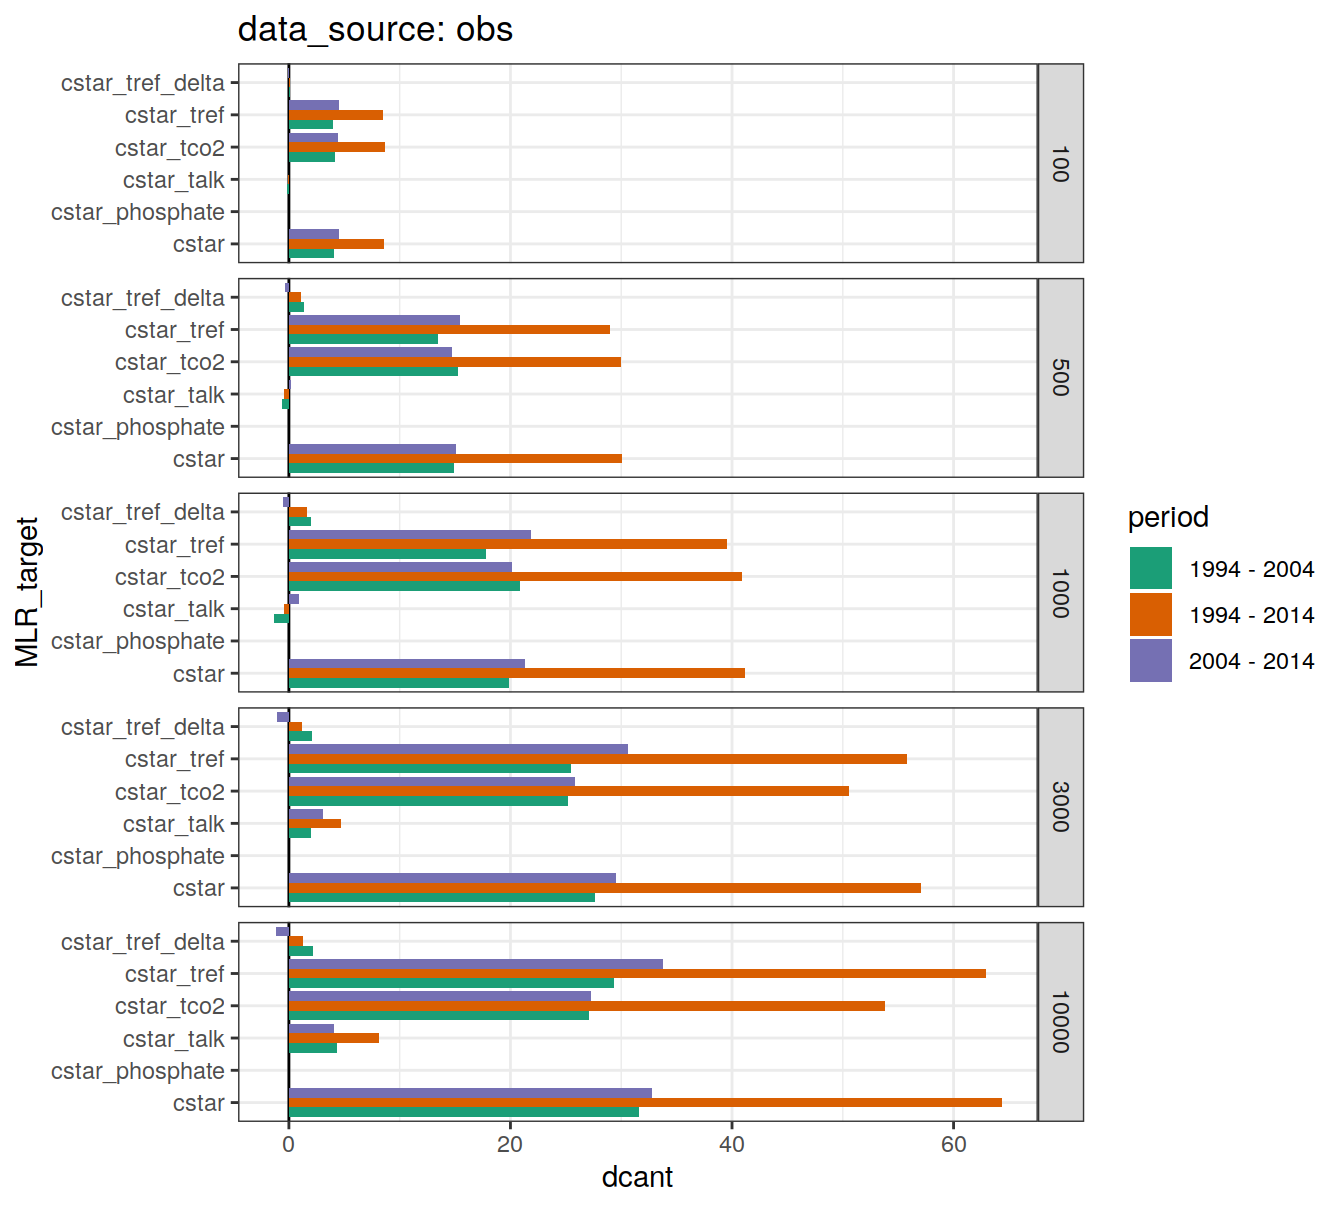 data_source: obs
cstar_tref_delta
cstar_tref
cstar_tco2
cstar_talk
cstar_phosphate
cstar
100
cstar_tref_delta
cstar_tref
cstar_tco2
cstar_talk
cstar_phosphate
cstar
500
cstar_tref_delta
cstar_tref
cstar_tco2
cstar_talk
cstar_phosphate
cstar
1000
cstar_tref_delta
cstar_tref
cstar_tco2
cstar_talk
cstar_phosphate
cstar
3000
cstar_tref_delta
cstar_tref
cstar_tco2
cstar_talk
cstar_phosphate
cstar
10000
MLR_target
0 20 40 60
dcant
period
1994 - 2004
1994 - 2014
2004 - 2014